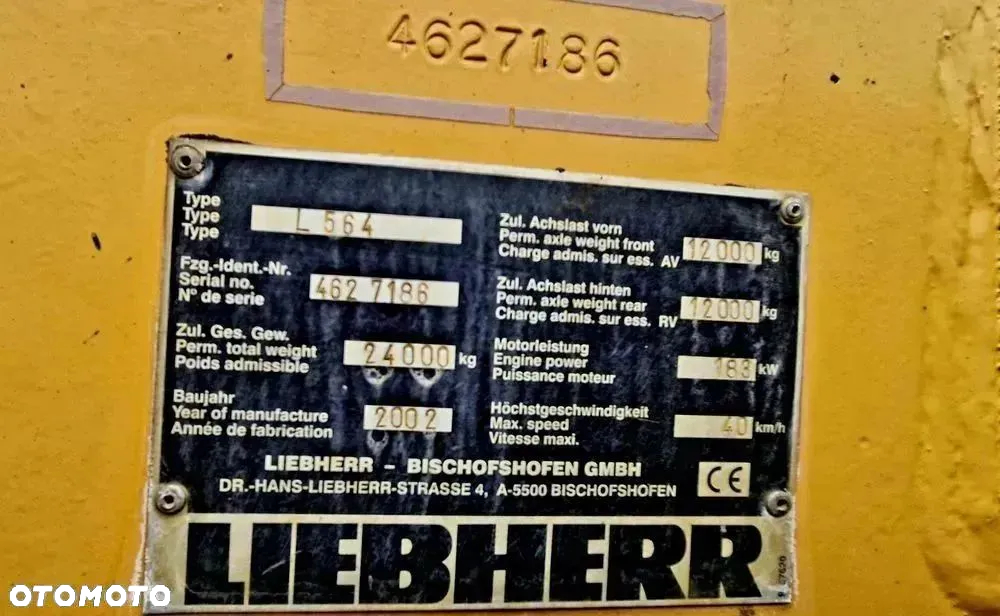 4627186
Type
Type
Type
L 564
Fzg.-Ident.-Nr.
Serial no.
N° de serie
462 7186
Zul. Ges. Gew.
Perm. total weight
Poids admissible
24000 kg
Baujahr
Year of manufacture
Année de fabrication
2002
Zul. Achslast vorn
Perm. axle weight front
Charge admis. sur ess. AV
12000 kg
Zul. Achslast hinten
Perm. axle weight rear
Charge admis. sur ess. RV
12000 kg
Motorleistung
Engine power
Puissance moteur
183 kW
Höchstgeschwindigkeit
Max. speed
Vitesse maxi.
40 km/h
LIEBHERR – BISCHOFSHOFEN GMBH
DR.-HANS-LIEBHERR-STRASSE 4, A-5500 BISCHOFSHOFEN
CE
LIEBHERR
OTOMOTO